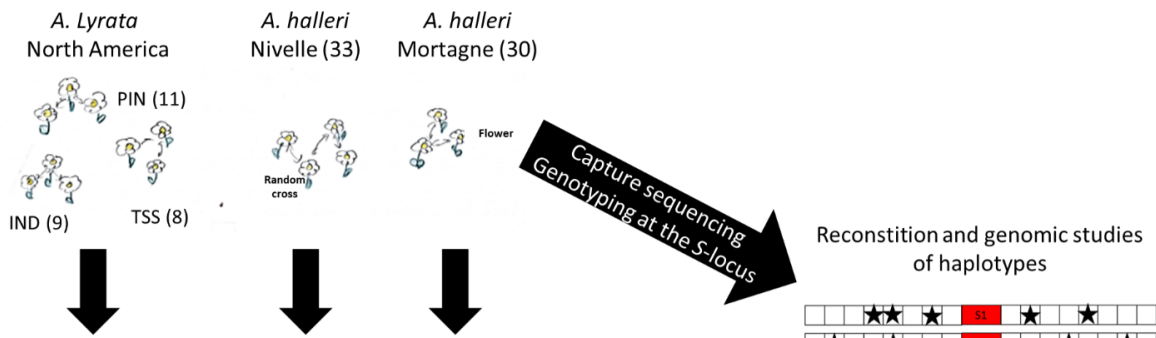 A. Lyrata
North America
A. halleri
Nivelle (33)
A. halleri
Mortagne (30)
PIN (11)
IND (9)
TSS (8)
Random
cross
Flower
Capture sequencing
Genotyping at the S-locus
Reconstition and genomic studies
of haplotypes
S1